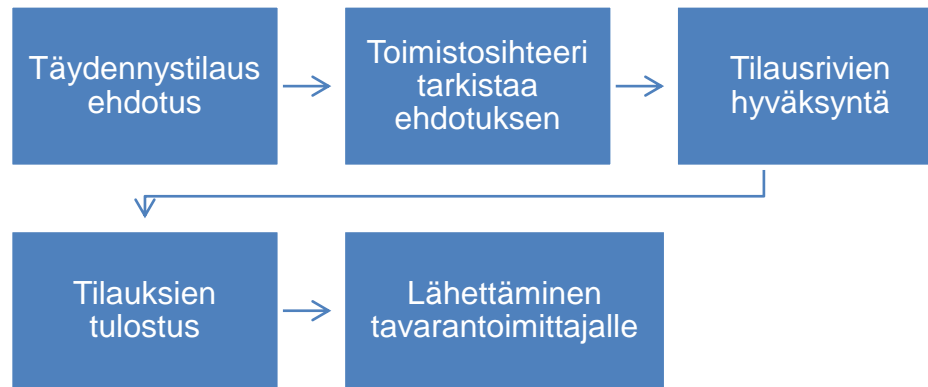 Täydennystilaus
ehdotus
Toimistosihteeri
tarkistaa
ehdotuksen
Tilausrivien
hyväksyntä
Tilauksien
tulostus
Lähettäminen
tavarantoimittajalle